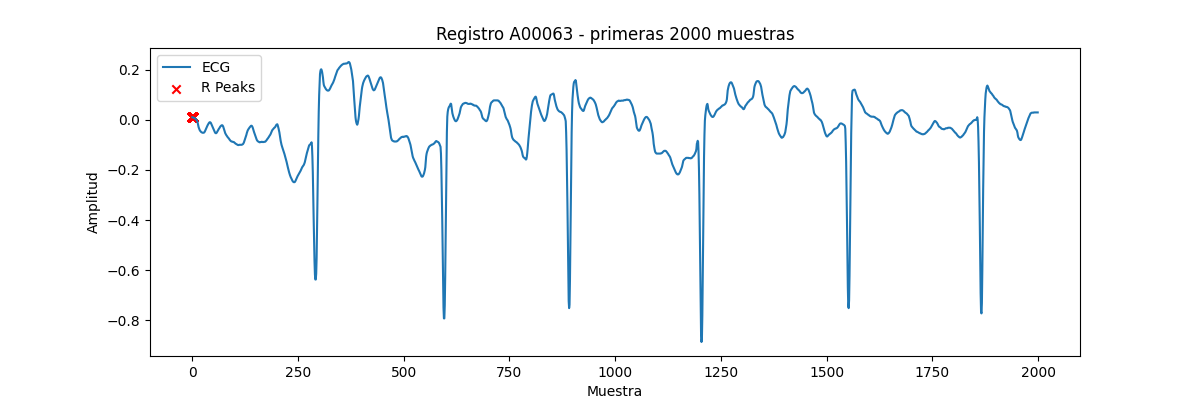 Registro A00063 - primeras 2000 muestras
ECG
R Peaks
Amplitud
0.2
0.0
−0.2
−0.4
−0.6
−0.8
0 250 500 750 1000 1250 1500 1750 2000
Muestra